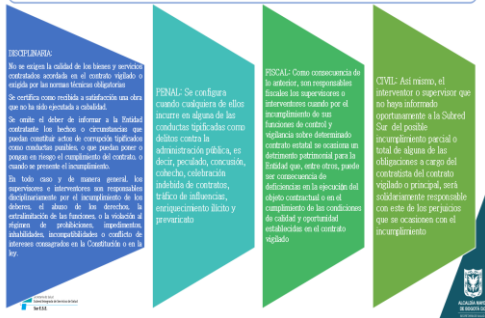 DISCIPLINARIA:
No se exigen la calidad de los bienes y servicios
contratados acordada en el contrato vigilado o
exigida por las normas técnicas obligatorias
Se certifica como recibida a satisfacción una obra
que no ha sido ejecutada a cabalidad.
Se omite el deber de informar a la Entidad
contratante los hechos o circunstancias que
puedan constituir actos de corrupción tipificados
como conductas punibles, o que puedan poner o
pongan en riesgo el cumplimiento del contrato, o
cuando se presente el incumplimiento.
En todo caso y de manera general, los
supervisores e interventores son responsables
disciplinariamente por el incumplimiento de los
deberes, el abuso de los derechos, la
extralimitación de las funciones, o la violación al
régimen de prohibiciones, impedimentos,
inhabilidades, incompatibilidades o conflicto de
intereses consagrados en la Constitución o en la
ley.
PENAL: Se configura
cuando cualquiera de ellos
incurre en alguna de las
conductas tipificadas como
delitos contra la
administración pública, es
decir, peculado, concusión,
cohecho, celebración
indebida de contratos,
tráfico de influencias,
enriquecimiento ilícito y
prevaricato
FISCAL: Como consecuencia de
lo anterior, son responsables
fiscales los supervisores o
interventores cuando por el
incumplimiento de sus
funciones de control y
vigilancia sobre determinado
contrato estatal se ocasiona un
detrimento patrimonial para la
Entidad que, entre otros, puede
ser consecuencia de
deficiencias en la ejecución del
objeto contractual o en el
cumplimiento de las condiciones
de calidad y oportunidad
establecidas en el contrato
vigilado
CIVIL: Así mismo, el
interventor o supervisor que
no haya informado
oportunamente a la Subred
Sur del posible
incumplimiento parcial o
total de alguna de las
obligaciones a cargo del
contratista del contrato
vigilado o principal, será
solidariamente responsable
con este de los perjuicios
que se ocasionen con el
incumplimiento
ALCALDÍA MAYOR
DE BOGOTÁ D.C.